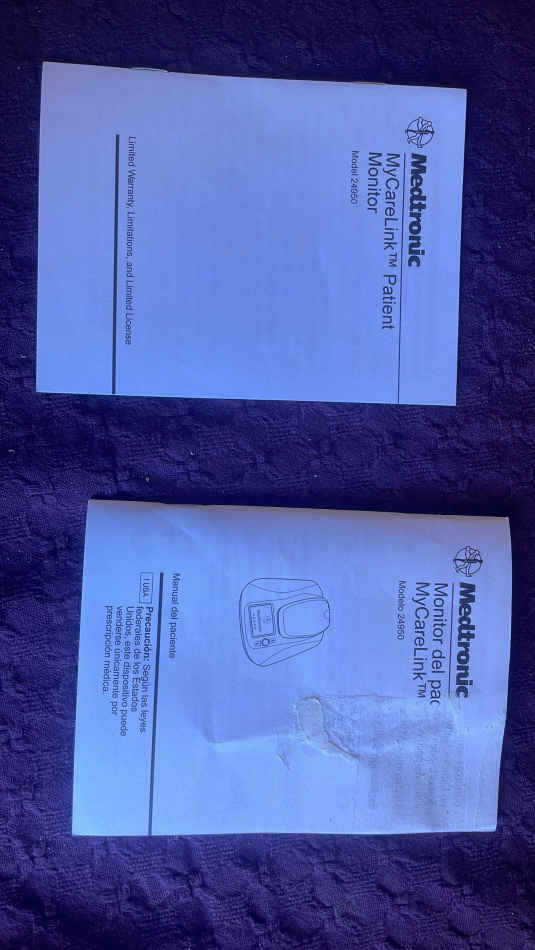 Medtronic
MyCareLink™ Patient
Monitor
Model 24950
Limited Warranty, Limitations, and Limited License
Medtronic
Monitor del pac
MyCareLink™
Modelo 24950
Manual del paciente
! USA
Precaución: Según las leyes
federales de los Estados
Unidos, este dispositivo puede
venderse únicamente por
prescripción médica.